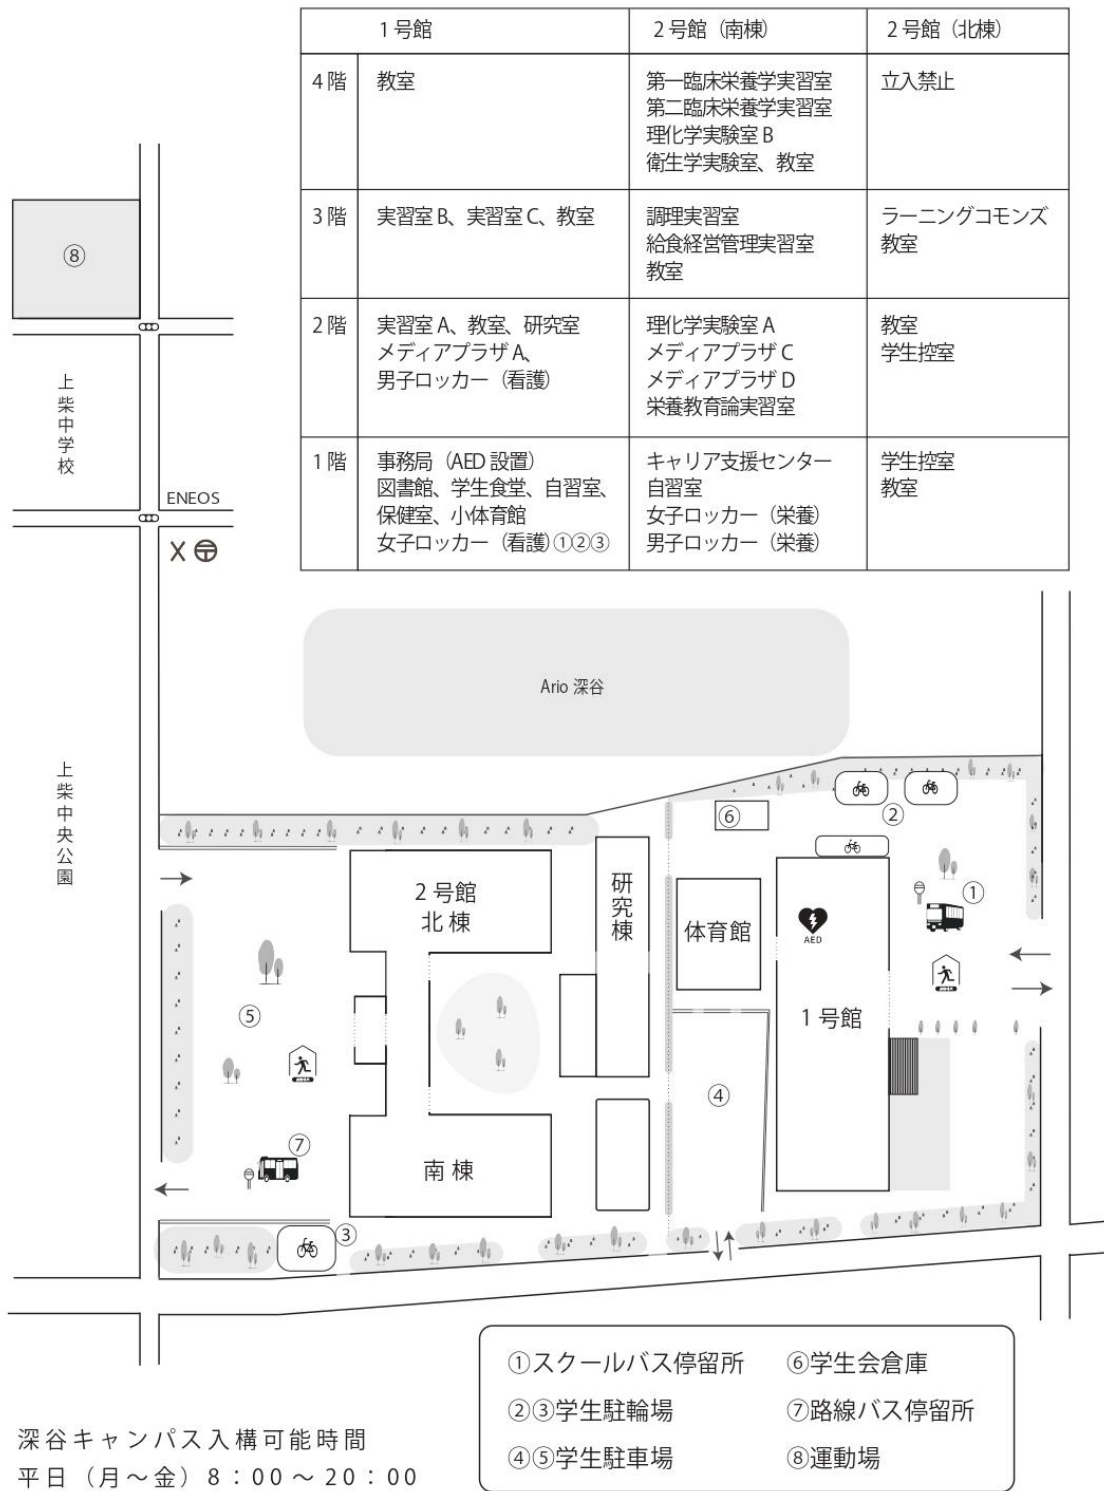 1号館 2号館（南棟） 2号館（北棟）
4階 教室 第一臨床栄養学実習室 立入禁止
第二臨床栄養学実習室
理化学実験室 B
衛生学実験室、教室
3階 実習室 B、実習室 C、教室 調理実習室 ラーニングコモンズ
給食経営管理実習室 教室
教室
2階 実習室 A、教室、研究室 理化学実験室 A 教室
メディアプラザ A、 メディアプラザ C 学生控室
男子ロッカー（看護） メディアプラザ D
栄養教育論実習室
1階 事務局（AED 設置） キャリア支援センター 学生控室
図書館、学生食堂、自習室、 自習室 教室
保健室、小体育館 女子ロッカー（栄養）
女子ロッカー（看護）①②③ 男子ロッカー（栄養）
⑧
上柴中学校
ENEOS
X 〒
Ario 深谷
上柴中央公園
⑥
②
2号館
北棟
研究棟
体育館
AED
①
1号館
⑤
④
⑦
南棟
③
①スクールバス停留所 ⑥学生会倉庫
②③学生駐輪場 ⑦路線バス停留所
④⑤学生駐車場 ⑧運動場
深谷キャンパス入構可能時間
平日（月～金）8：00～20：00